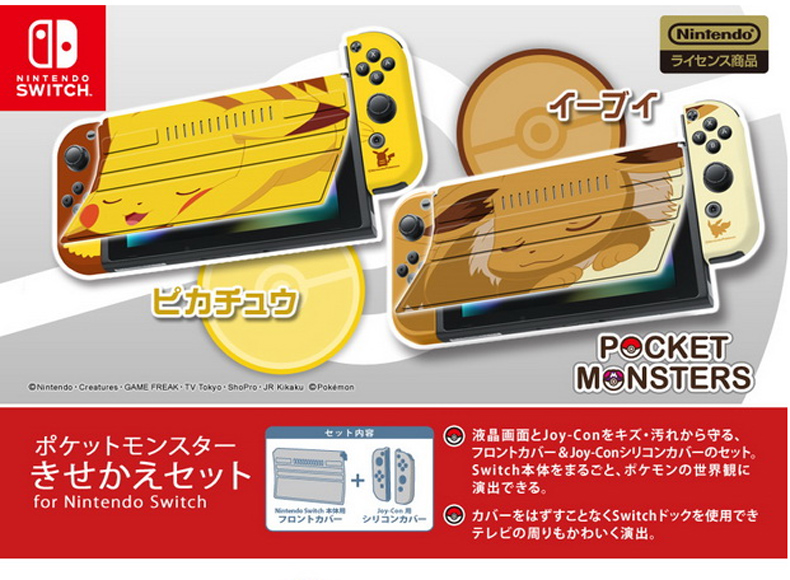 NINTENDO
SWITCH
Nintendo
ライセンス商品
イーブイ
ピカチュウ
POCKET
MONSTERS
©Nintendo・Creatures・GAME FREAK・TV Tokyo・ShoPro・JR Kikaku ©Pokémon
ポケットモンスター
きせかえセット
for Nintendo Switch
セット内容
Nintendo Switch 本体用
フロントカバー
+
Joy-Con 用
シリコンカバー
液晶画面とJoy-Conをキズ・汚れから守る、
フロントカバー&Joy-Conシリコンカバーのセット。
Switch本体をまるごと、ポケモンの世界観に
演出できる。
カバーをはずすことなくSwitchドックを使用でき
テレビの周りもかわいく演出。